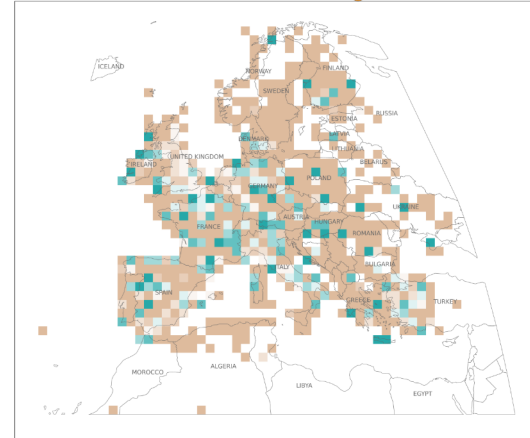 ICELAND
NORWAY
FINLAND
SWEDEN
RUSSIA
ESTONIA
LATVIA
DENMARK
LITHUANIA
UNITED KINGDOM
IRELAND
BELARUS
POLAND
GERMANY
UKRAINE
AUSTRIA
HUNGARY
FRANCE
ROMANIA
ITALY
BULGARIA
SPAIN
GREECE
TURKEY
ALGERIA
MOROCCO
LIBYA
EGYPT